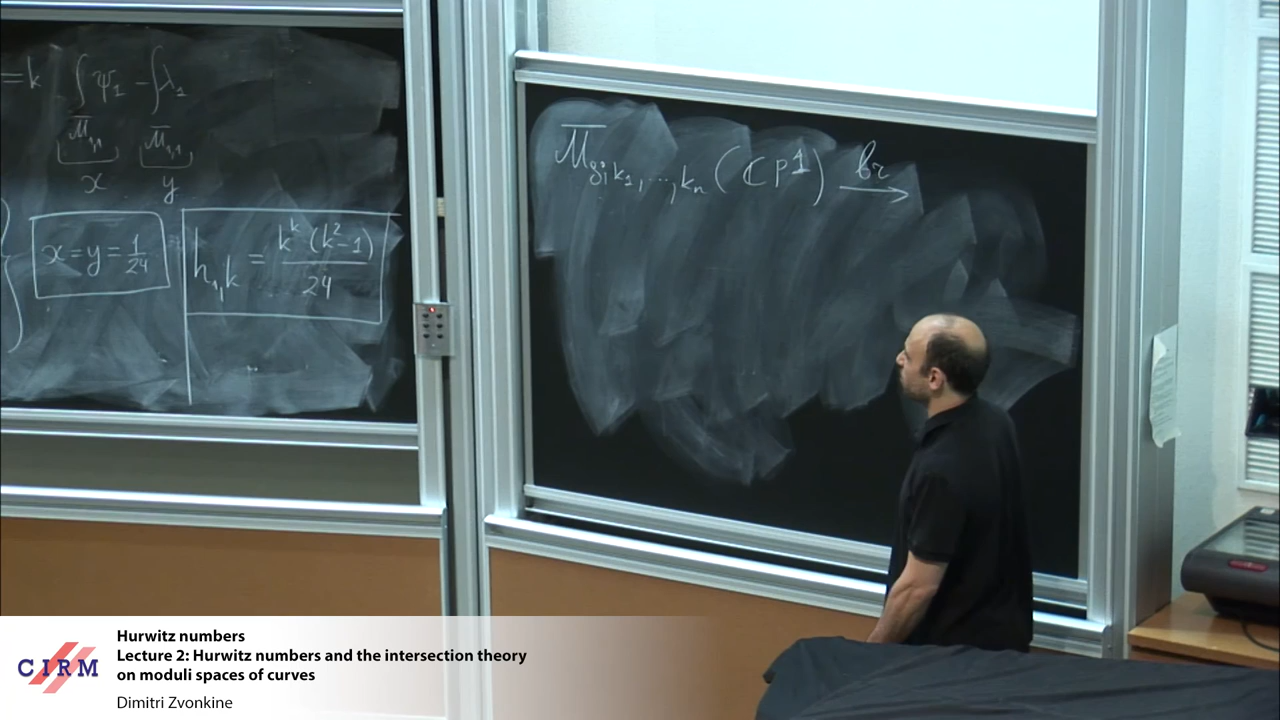 = k ∫ψ₁ - ∫λ₁
M̅₁,₁ M̅₁,₁
x y
x = y = 1/24
h₁,k = k^k (k²-1) / 24
M̅_g;k₁,...,kₙ (ℂP¹) br →
CIRM
Hurwitz numbers
Lecture 2: Hurwitz numbers and the intersection theory
on moduli spaces of curves
Dimitri Zvonkine